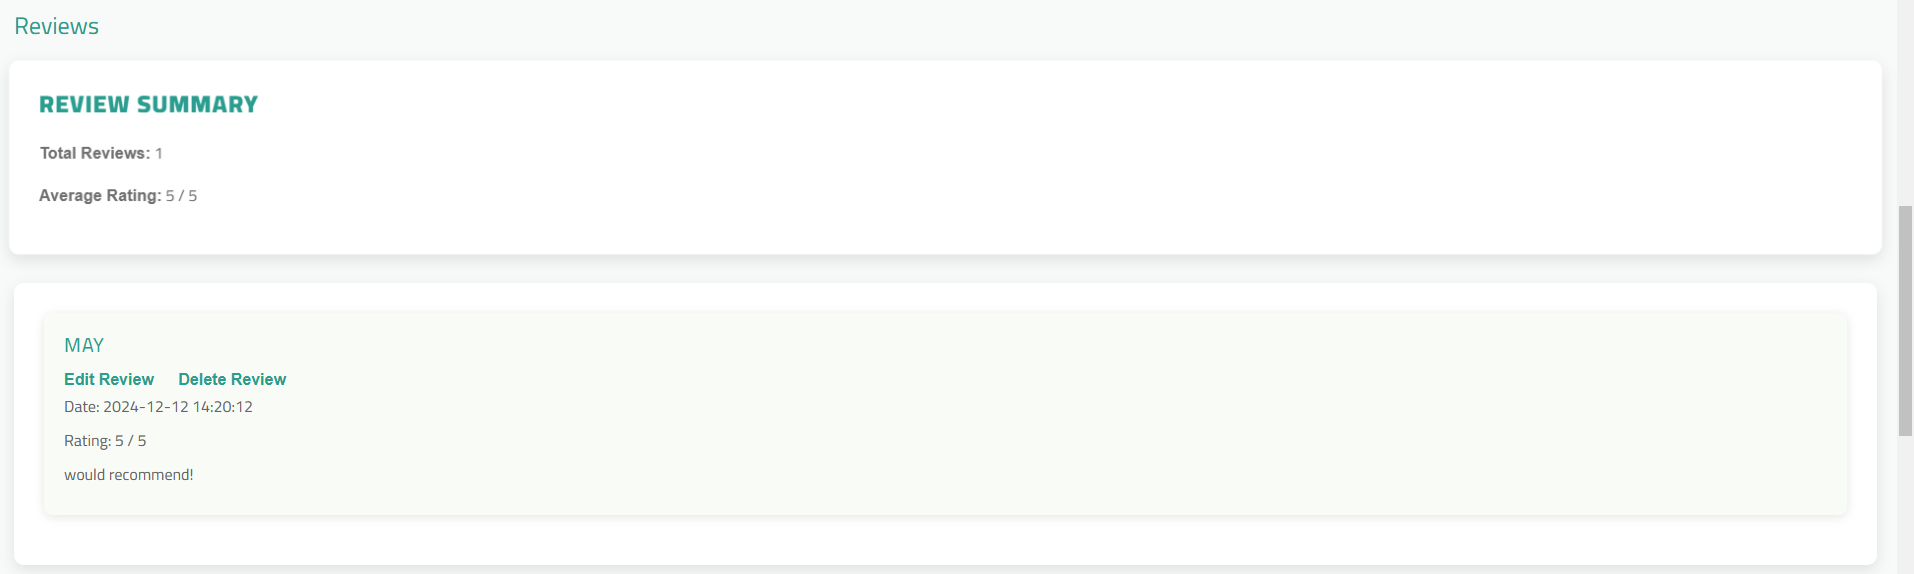 Reviews
REVIEW SUMMARY
Total Reviews: 1
Average Rating: 5 / 5
MAY
Edit Review Delete Review
Date: 2024-12-12 14:20:12
Rating: 5 / 5
would recommend!